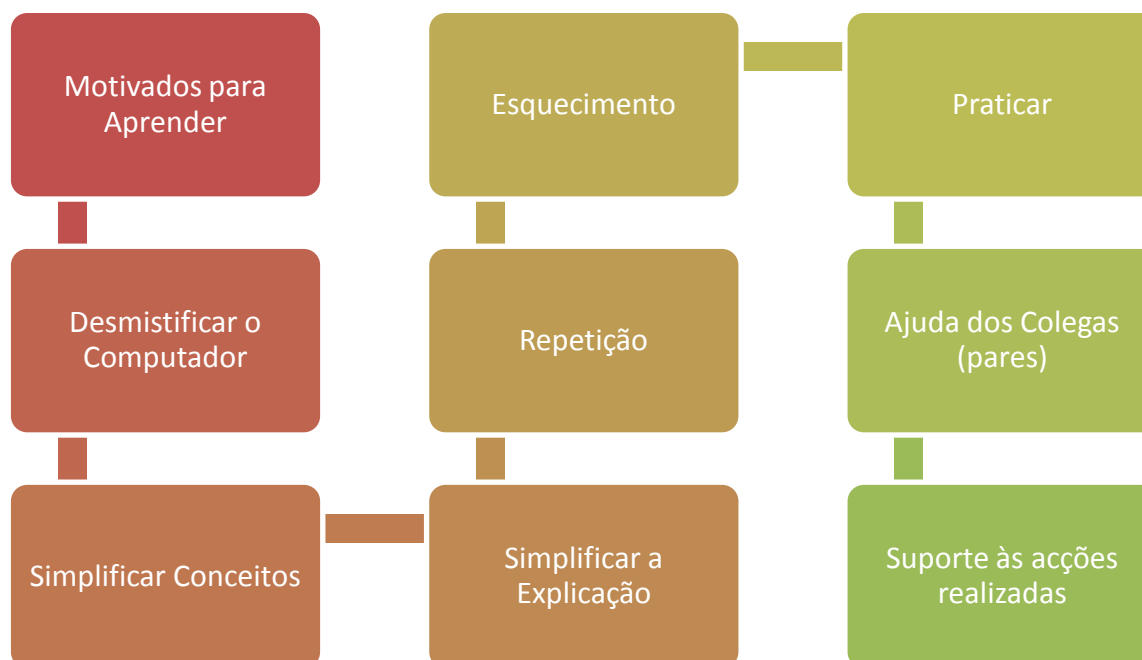 Motivados para
Aprender
Desmistificar o
Computador
Simplificar Conceitos
Simplificar a
Explicação
Repetição
Esquecimento
Praticar
Ajuda dos Colegas
(pares)
Suporte às acções
realizadas